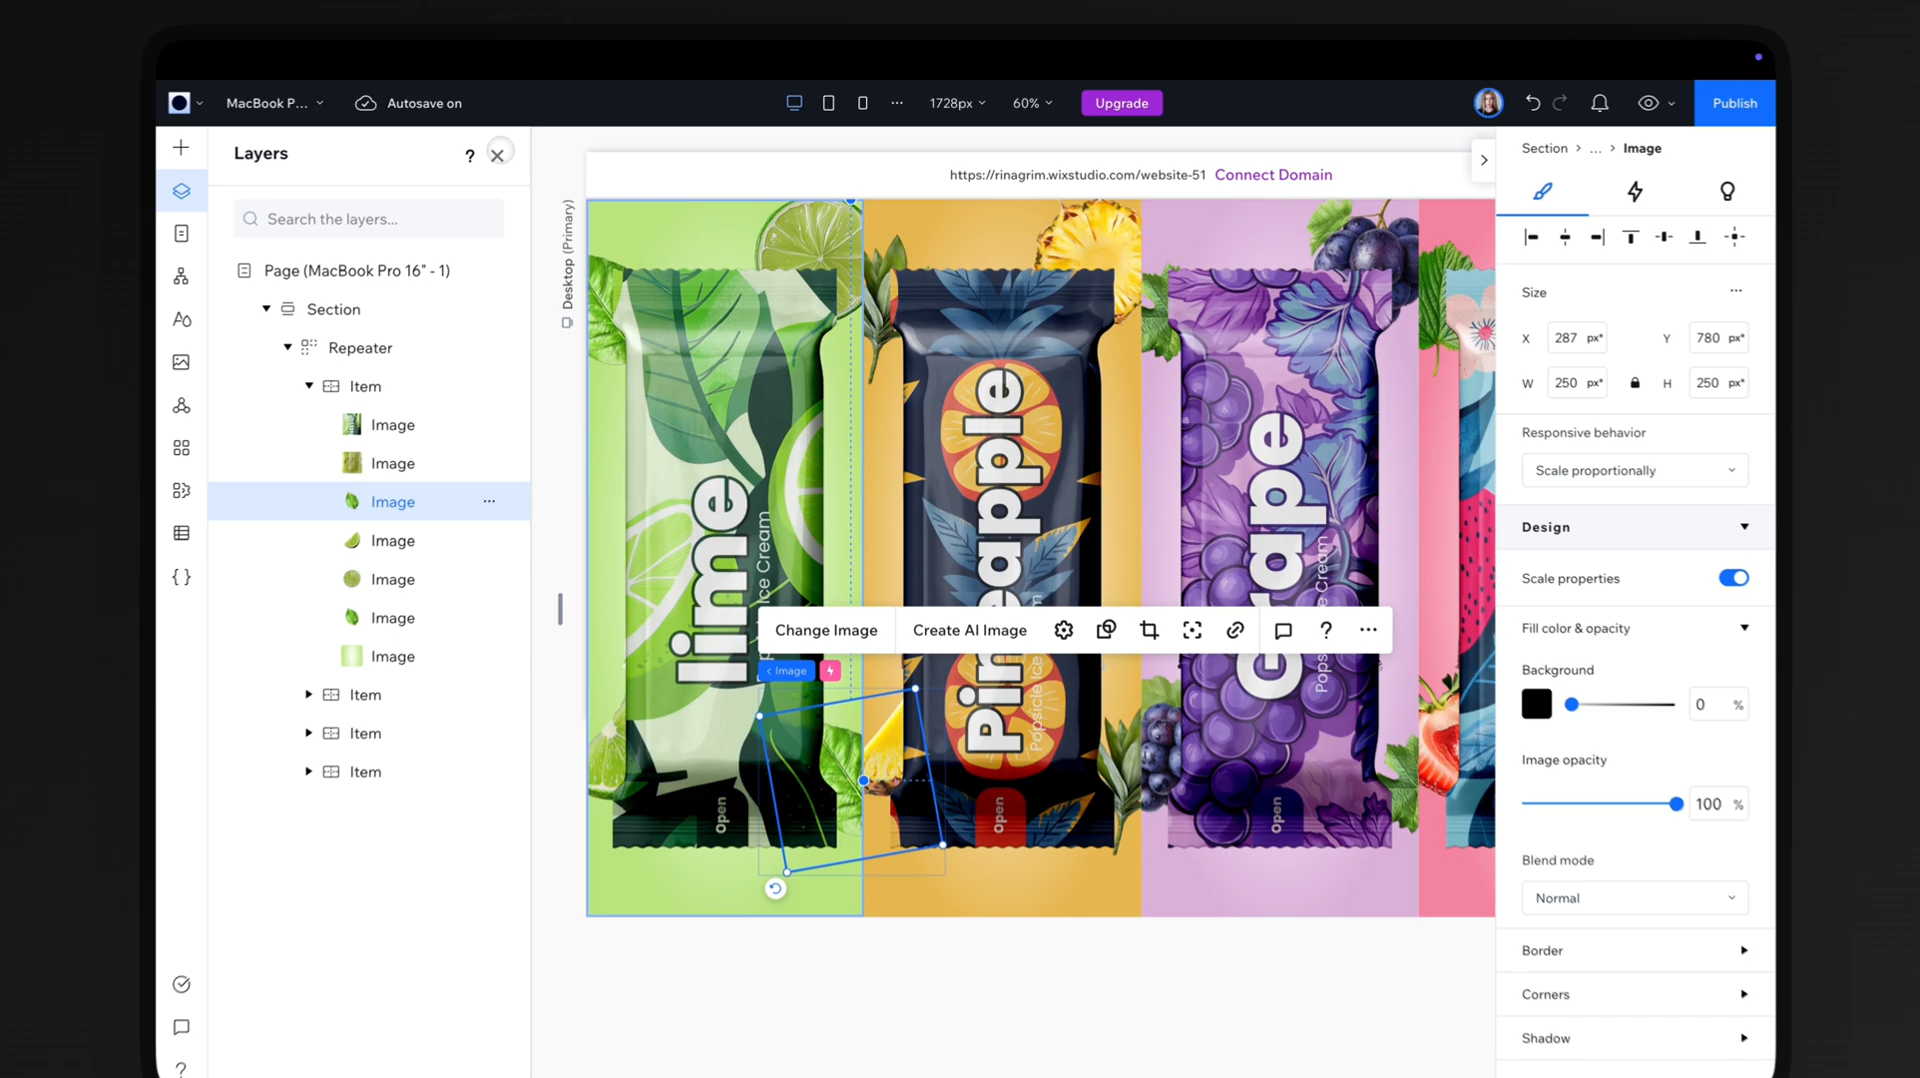 MacBook P...
Autosave on
1728px
60%
Upgrade
Publish
Layers
?
Search the layers...
Page (MacBook Pro 16" - 1)
Section
Repeater
Item
Image
Image
Image
Image
Image
Image
Image
Item
Item
Item
Desktop (Primary)
https://rinagrim.wixstudio.com/website-51 Connect Domain
lime
Ice Cream
Open
Pineapple
Popsicle Ice
Open
Grape
Open
Change Image
Create AI Image
?
Image
Section > ... > Image
Size
X 287 px*
Y 780 px*
W 250 px*
H 250 px*
Responsive behavior
Scale proportionally
Design
Scale properties
Fill color & opacity
Background
0 %
Image opacity
100 %
Blend mode
Normal
Border
Corners
Shadow